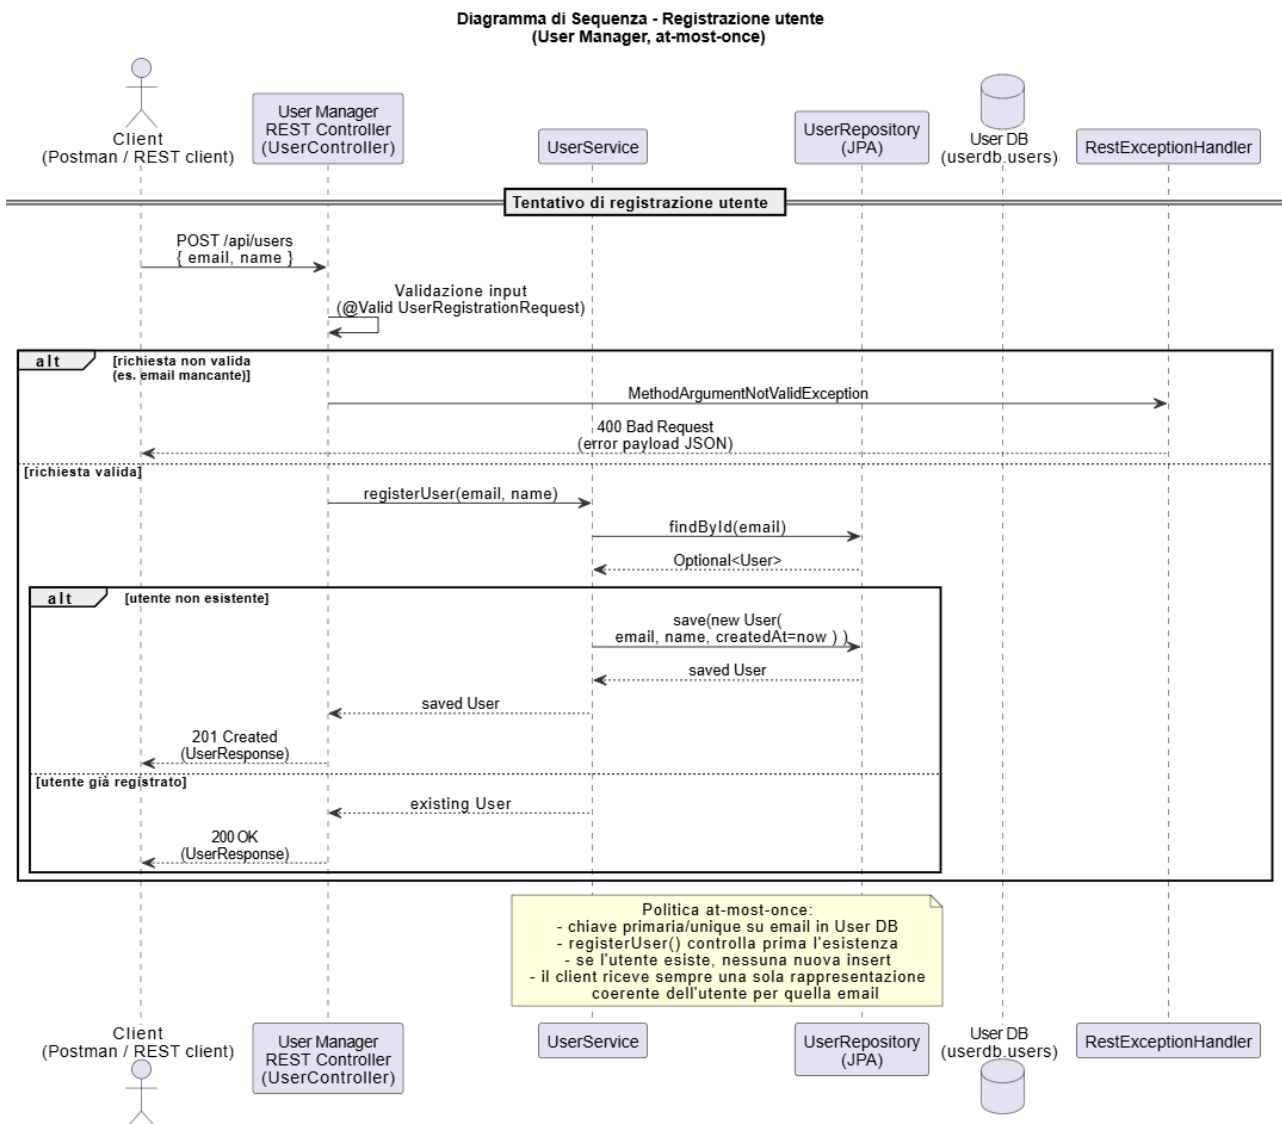 Diagramma di Sequenza - Registrazione utente
(User Manager, at-most-once)
Client
(Postman / REST client)
User Manager
REST Controller
(UserController)
UserService
UserRepository
(JPA)
User DB
(userdb.users)
RestExceptionHandler
Tentativo di registrazione utente
POST /api/users
{ email, name }
Validazione input
(@Valid UserRegistrationRequest)
alt
[richiesta non valida
(es. email mancante)]
MethodArgumentNotValidException
400 Bad Request
(error payload JSON)
[richiesta valida]
registerUser(email, name)
findById(email)
Optional<User>
alt
[utente non esistente]
save(new User(
email, name, createdAt=now ) )
saved User
saved User
201 Created
(UserResponse)
[utente già registrato]
existing User
200 OK
(UserResponse)
Politica at-most-once:
- chiave primaria/unique su email in User DB
- registerUser() controlla prima l'esistenza
- se l'utente esiste, nessuna nuova insert
- il client riceve sempre una sola rappresentazione
coerente dell'utente per quella email
Client
(Postman / REST client)
User Manager
REST Controller
(UserController)
UserService
UserRepository
(JPA)
User DB
(userdb.users)
RestExceptionHandler